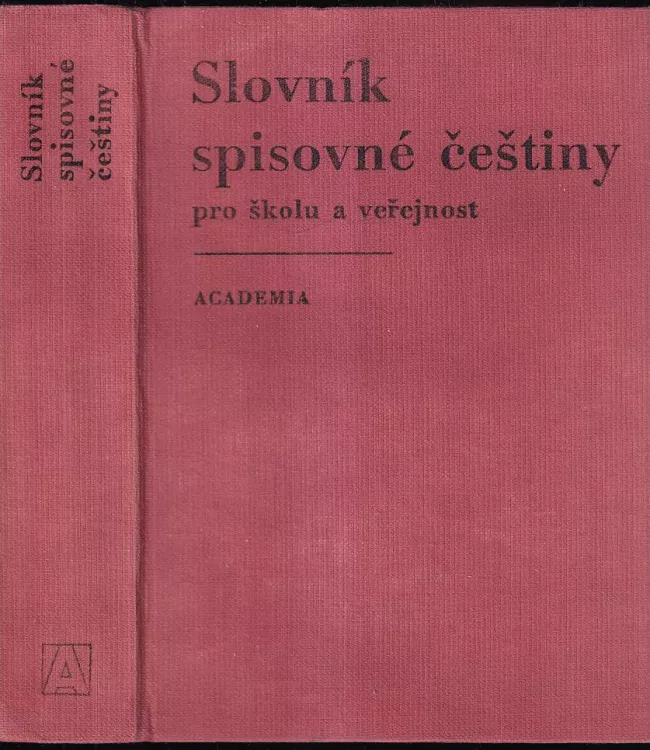 Slovník
spisovné
češtiny
A
Slovník
spisovné češtiny
pro školu a veřejnost
ACADEMIA